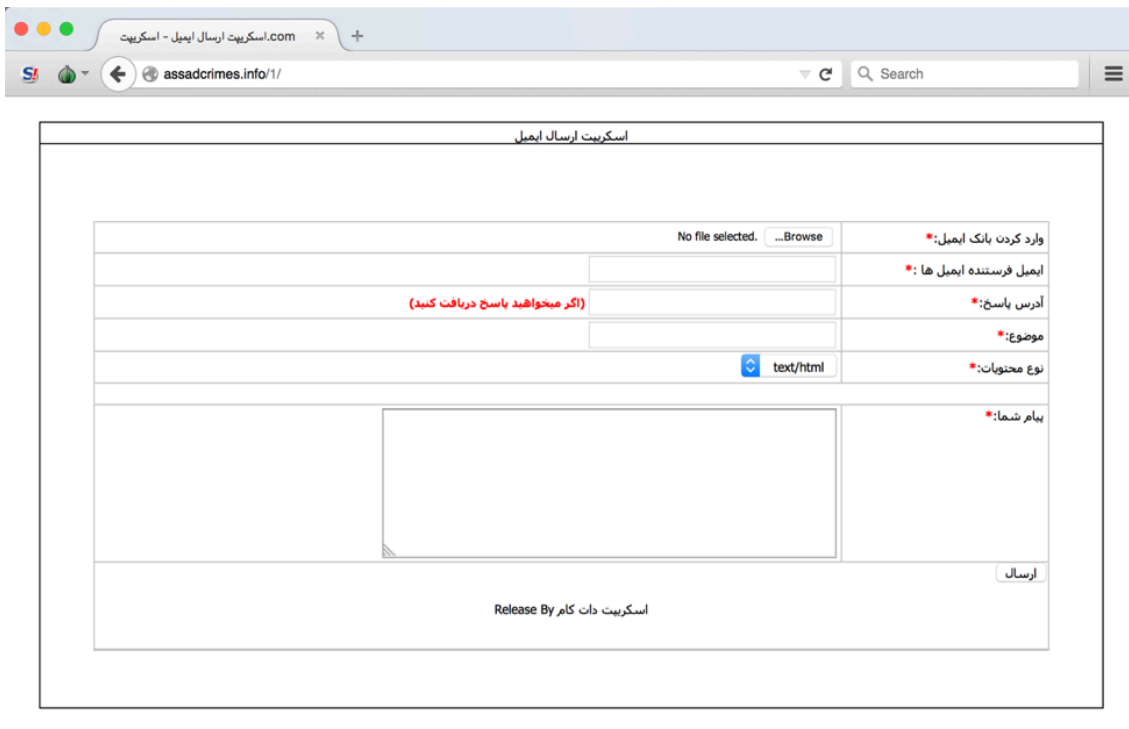 اسکریپت ارسال ایمیل - اسکریپت.com
assadcrimes.info/1/
Search
اسکریپت ارسال ایمیل
وارد کردن بانک ایمیل:* Browse... No file selected.
ایمیل فرستنده ایمیل ها :*
آدرس پاسخ:* (اگر میخواهید پاسخ دریافت کنید)
موضوع:*
نوع محتویات:* text/html
پیام شما:*
ارسال
Release By اسکریپت دات کام